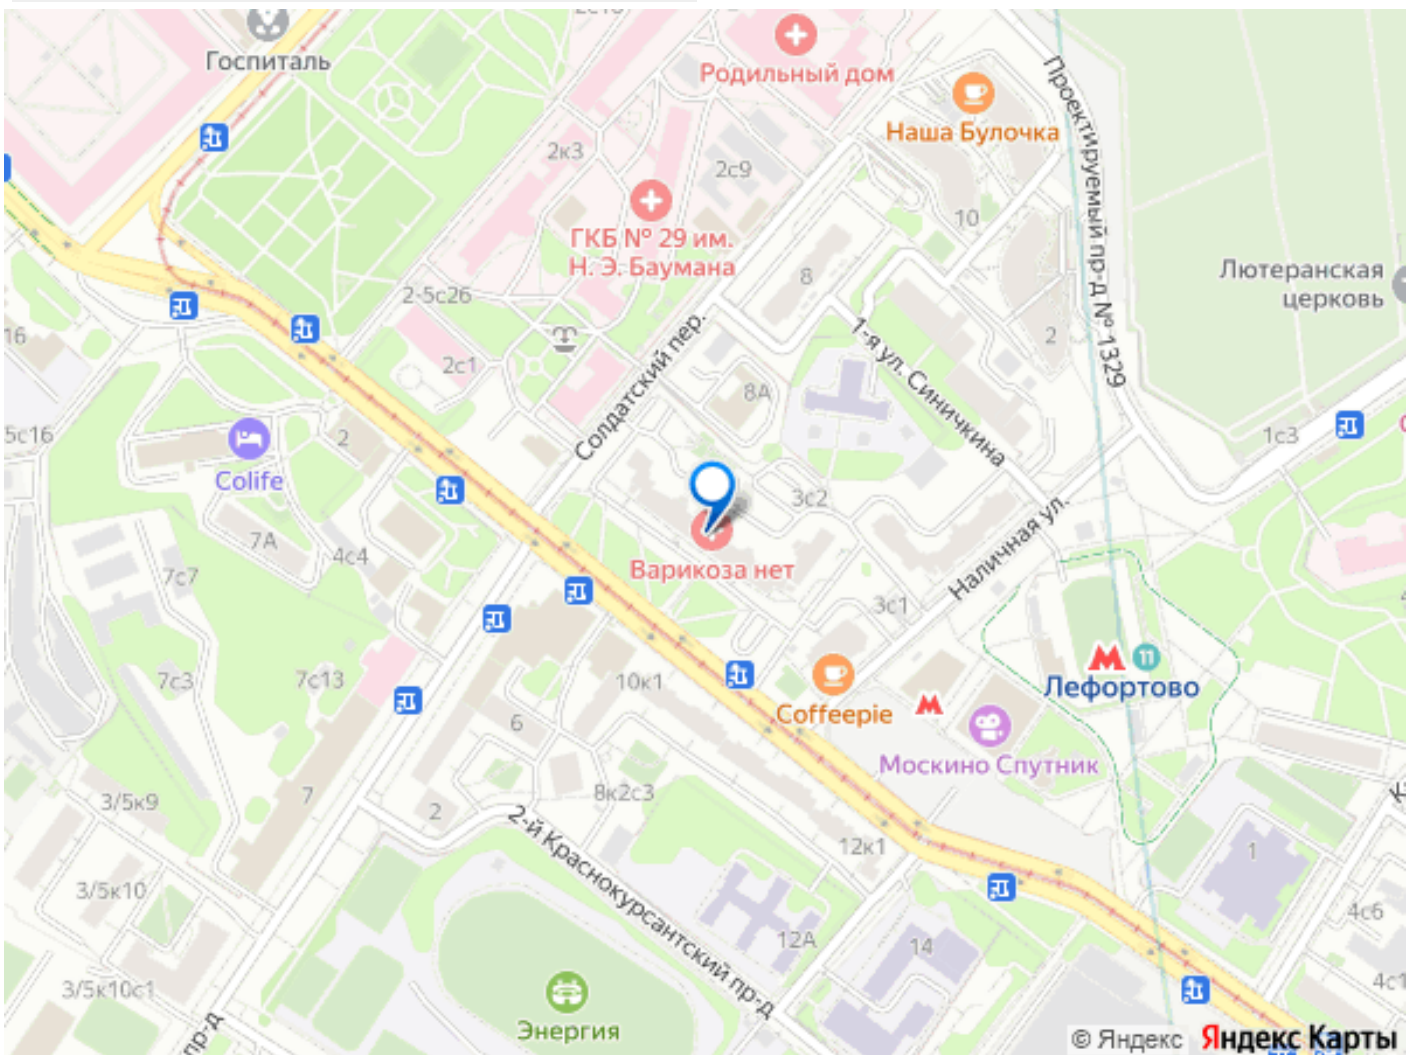 2с10
Госпиталь
Родильный дом
Наша Булочка
Проектируемый пр-д № 1329
2к3
2с9
10
ГКБ № 29 им.
Н. Э. Баумана
Лютеранская
церковь
8
2-5с26
2
16
Солдатский пер.
1-я ул. Синичкина
2с1
8А
5с16
2
1с3
Colife
3с2
Наличная ул.
7А
4с4
Варикоза нет
7с7
3с1
7с3
7с13
10к1
Лефортово
6
Coffeepie
Москино Спутник
3/5к9
7
8к2с3
2
2-й Краснокурсантский пр-д
12к1
1
3/5к10
12А
14
4с6
3/5к10с1
4с1
Энергия
пр-д
© Яндекс
Яндекс Карты